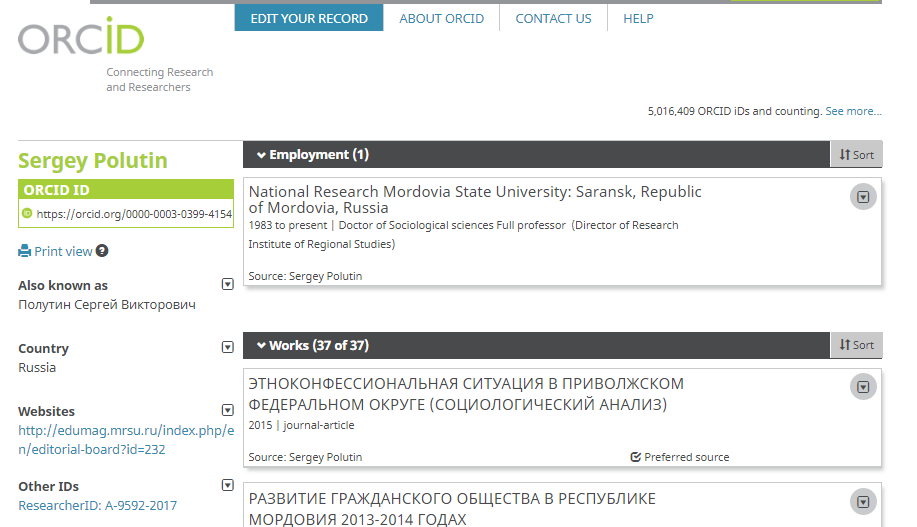 EDIT YOUR RECORD
ABOUT ORCID
CONTACT US
HELP
ORCID
Connecting Research
and Researchers
5,016,409 ORCID iDs and counting. See more...
Sergey Polutin
ORCID ID
iD https://orcid.org/0000-0003-0399-4154
Print view ?
Also known as
Полутин Сергей Викторович
Country
Russia
Websites
http://edumag.mrsu.ru/index.php/e
n/editorial-board?id=232
Other IDs
ResearcherID: A-9592-2017
Employment (1)
Sort
National Research Mordovia State University: Saransk, Republic
of Mordovia, Russia
1983 to present | Doctor of Sociological sciences Full professor (Director of Research
Institute of Regional Studies)
Source: Sergey Polutin
Works (37 of 37)
Sort
ЭТНОКОНФЕССИОНАЛЬНАЯ СИТУАЦИЯ В ПРИВОЛЖСКОМ
ФЕДЕРАЛЬНОМ ОКРУГЕ (СОЦИОЛОГИЧЕСКИЙ АНАЛИЗ)
2015 | journal-article
Source: Sergey Polutin
Preferred source
РАЗВИТИЕ ГРАЖДАНСКОГО ОБЩЕСТВА В РЕСПУБЛИКЕ
МОРДОВИЯ 2013-2014 ГОДАХ